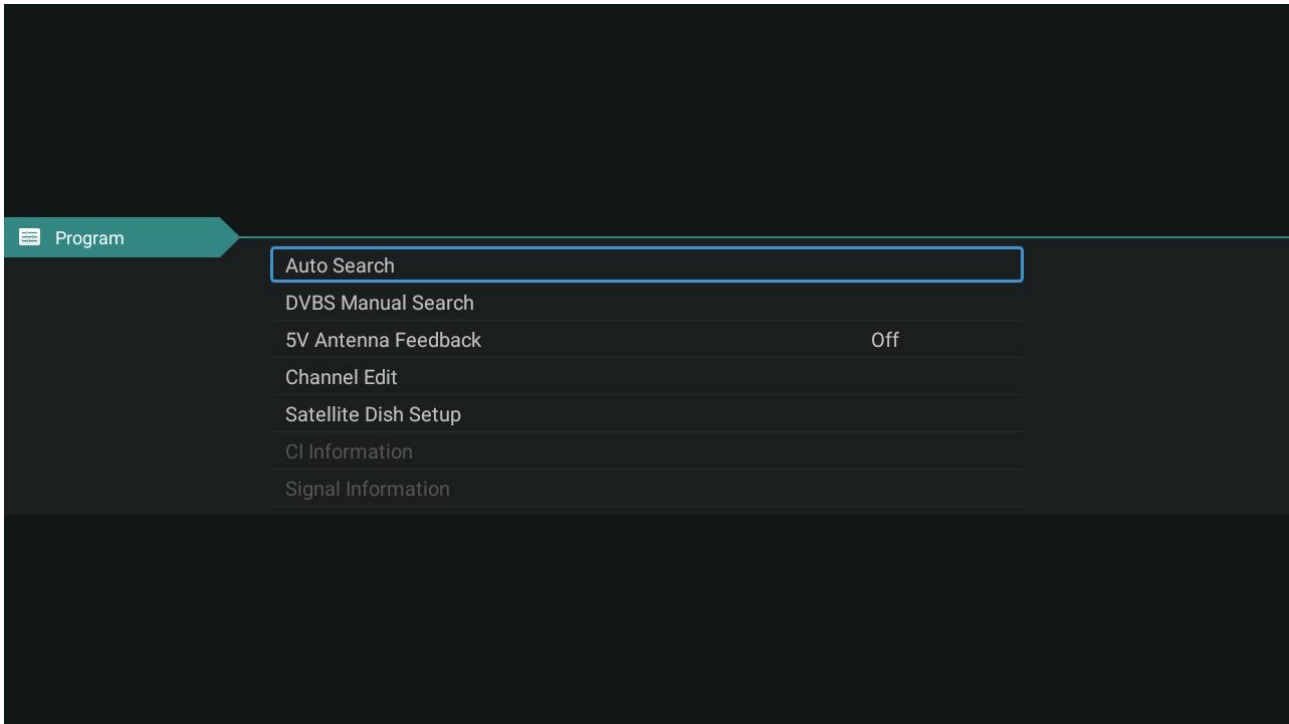 Program
Auto Search
DVBS Manual Search
5V Antenna Feedback Off
Channel Edit
Satellite Dish Setup
CI Information
Signal Information